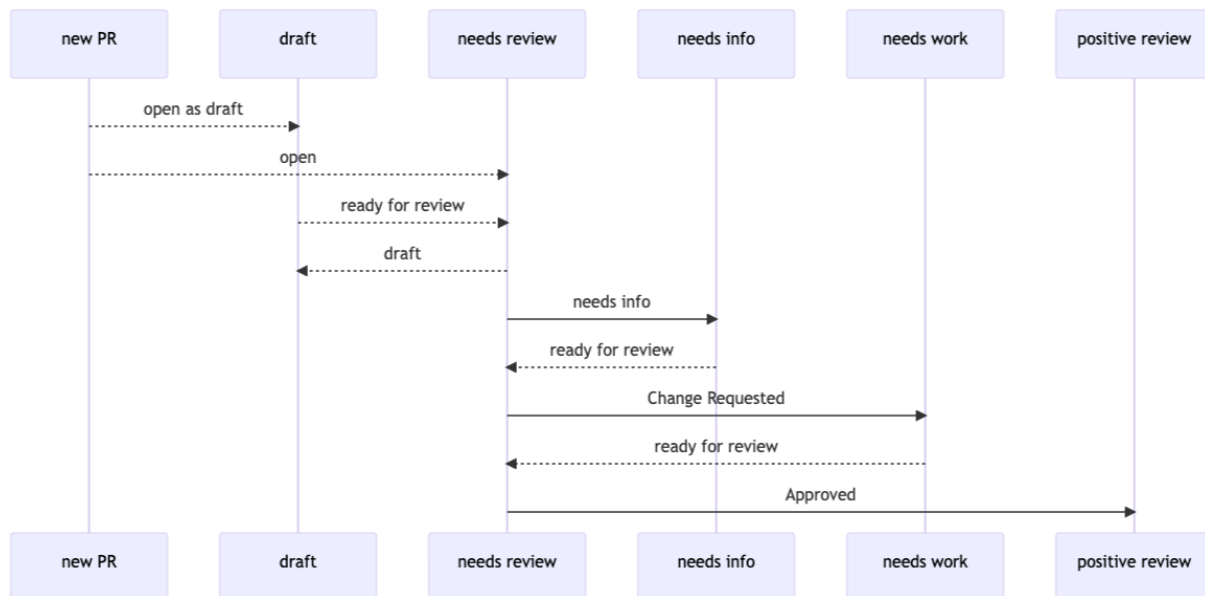 new PR
draft
needs review
needs info
needs work
positive review
open as draft
open
ready for review
draft
needs info
ready for review
Change Requested
ready for review
Approved
new PR
draft
needs review
needs info
needs work
positive review